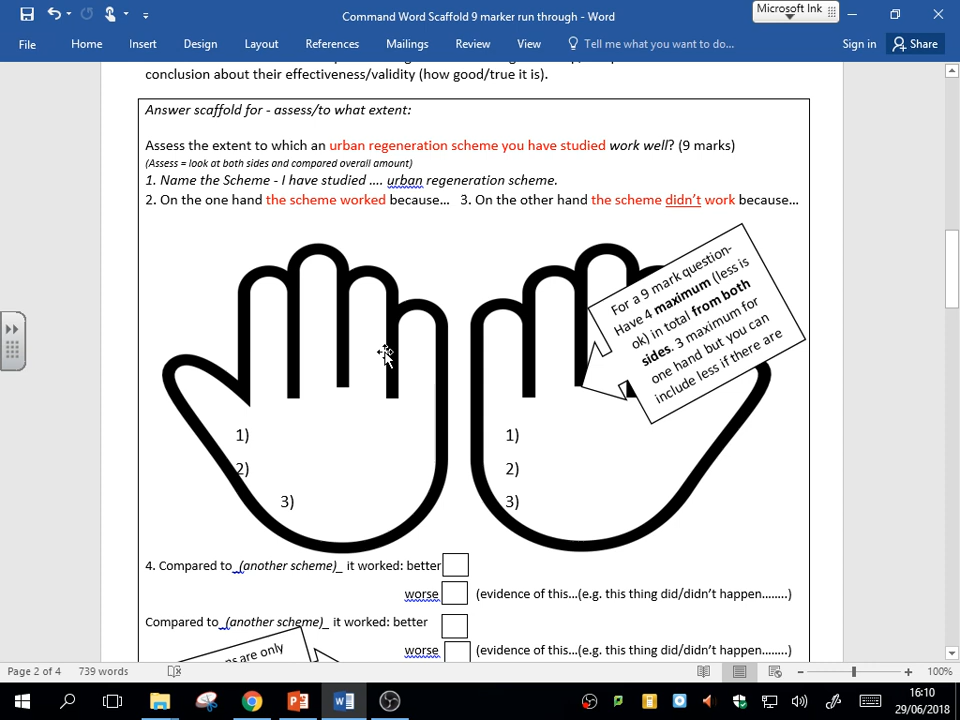 Command Word Scaffold 9 marker run through - Word
Microsoft Ink
File Home Insert Design Layout References Mailings Review View Tell me what you want to do... Sign in Share
conclusion about their effectiveness/validity (how good/true it is).
Answer scaffold for - assess/to what extent:
Assess the extent to which an urban regeneration scheme you have studied work well? (9 marks)
(Assess = look at both sides and compared overall amount)
1. Name the Scheme - I have studied .... urban regeneration scheme.
2. On the one hand the scheme worked because... 3. On the other hand the scheme didn't work because...
For a 9 mark question-
Have 4 maximum (less is
ok) in total from both
sides. 3 maximum for
one hand but you can
include less if there are
1) 1)
2) 2)
3) 3)
4. Compared to_(another scheme)_ it worked: better
worse (evidence of this...(e.g. this thing did/didn't happen........)
Compared to_(another scheme)_ it worked: better
worse (evidence of this...(e.g. this thing did/didn't happen........)
are only
Page 2 of 4 739 words 100%
16:10
29/06/2018